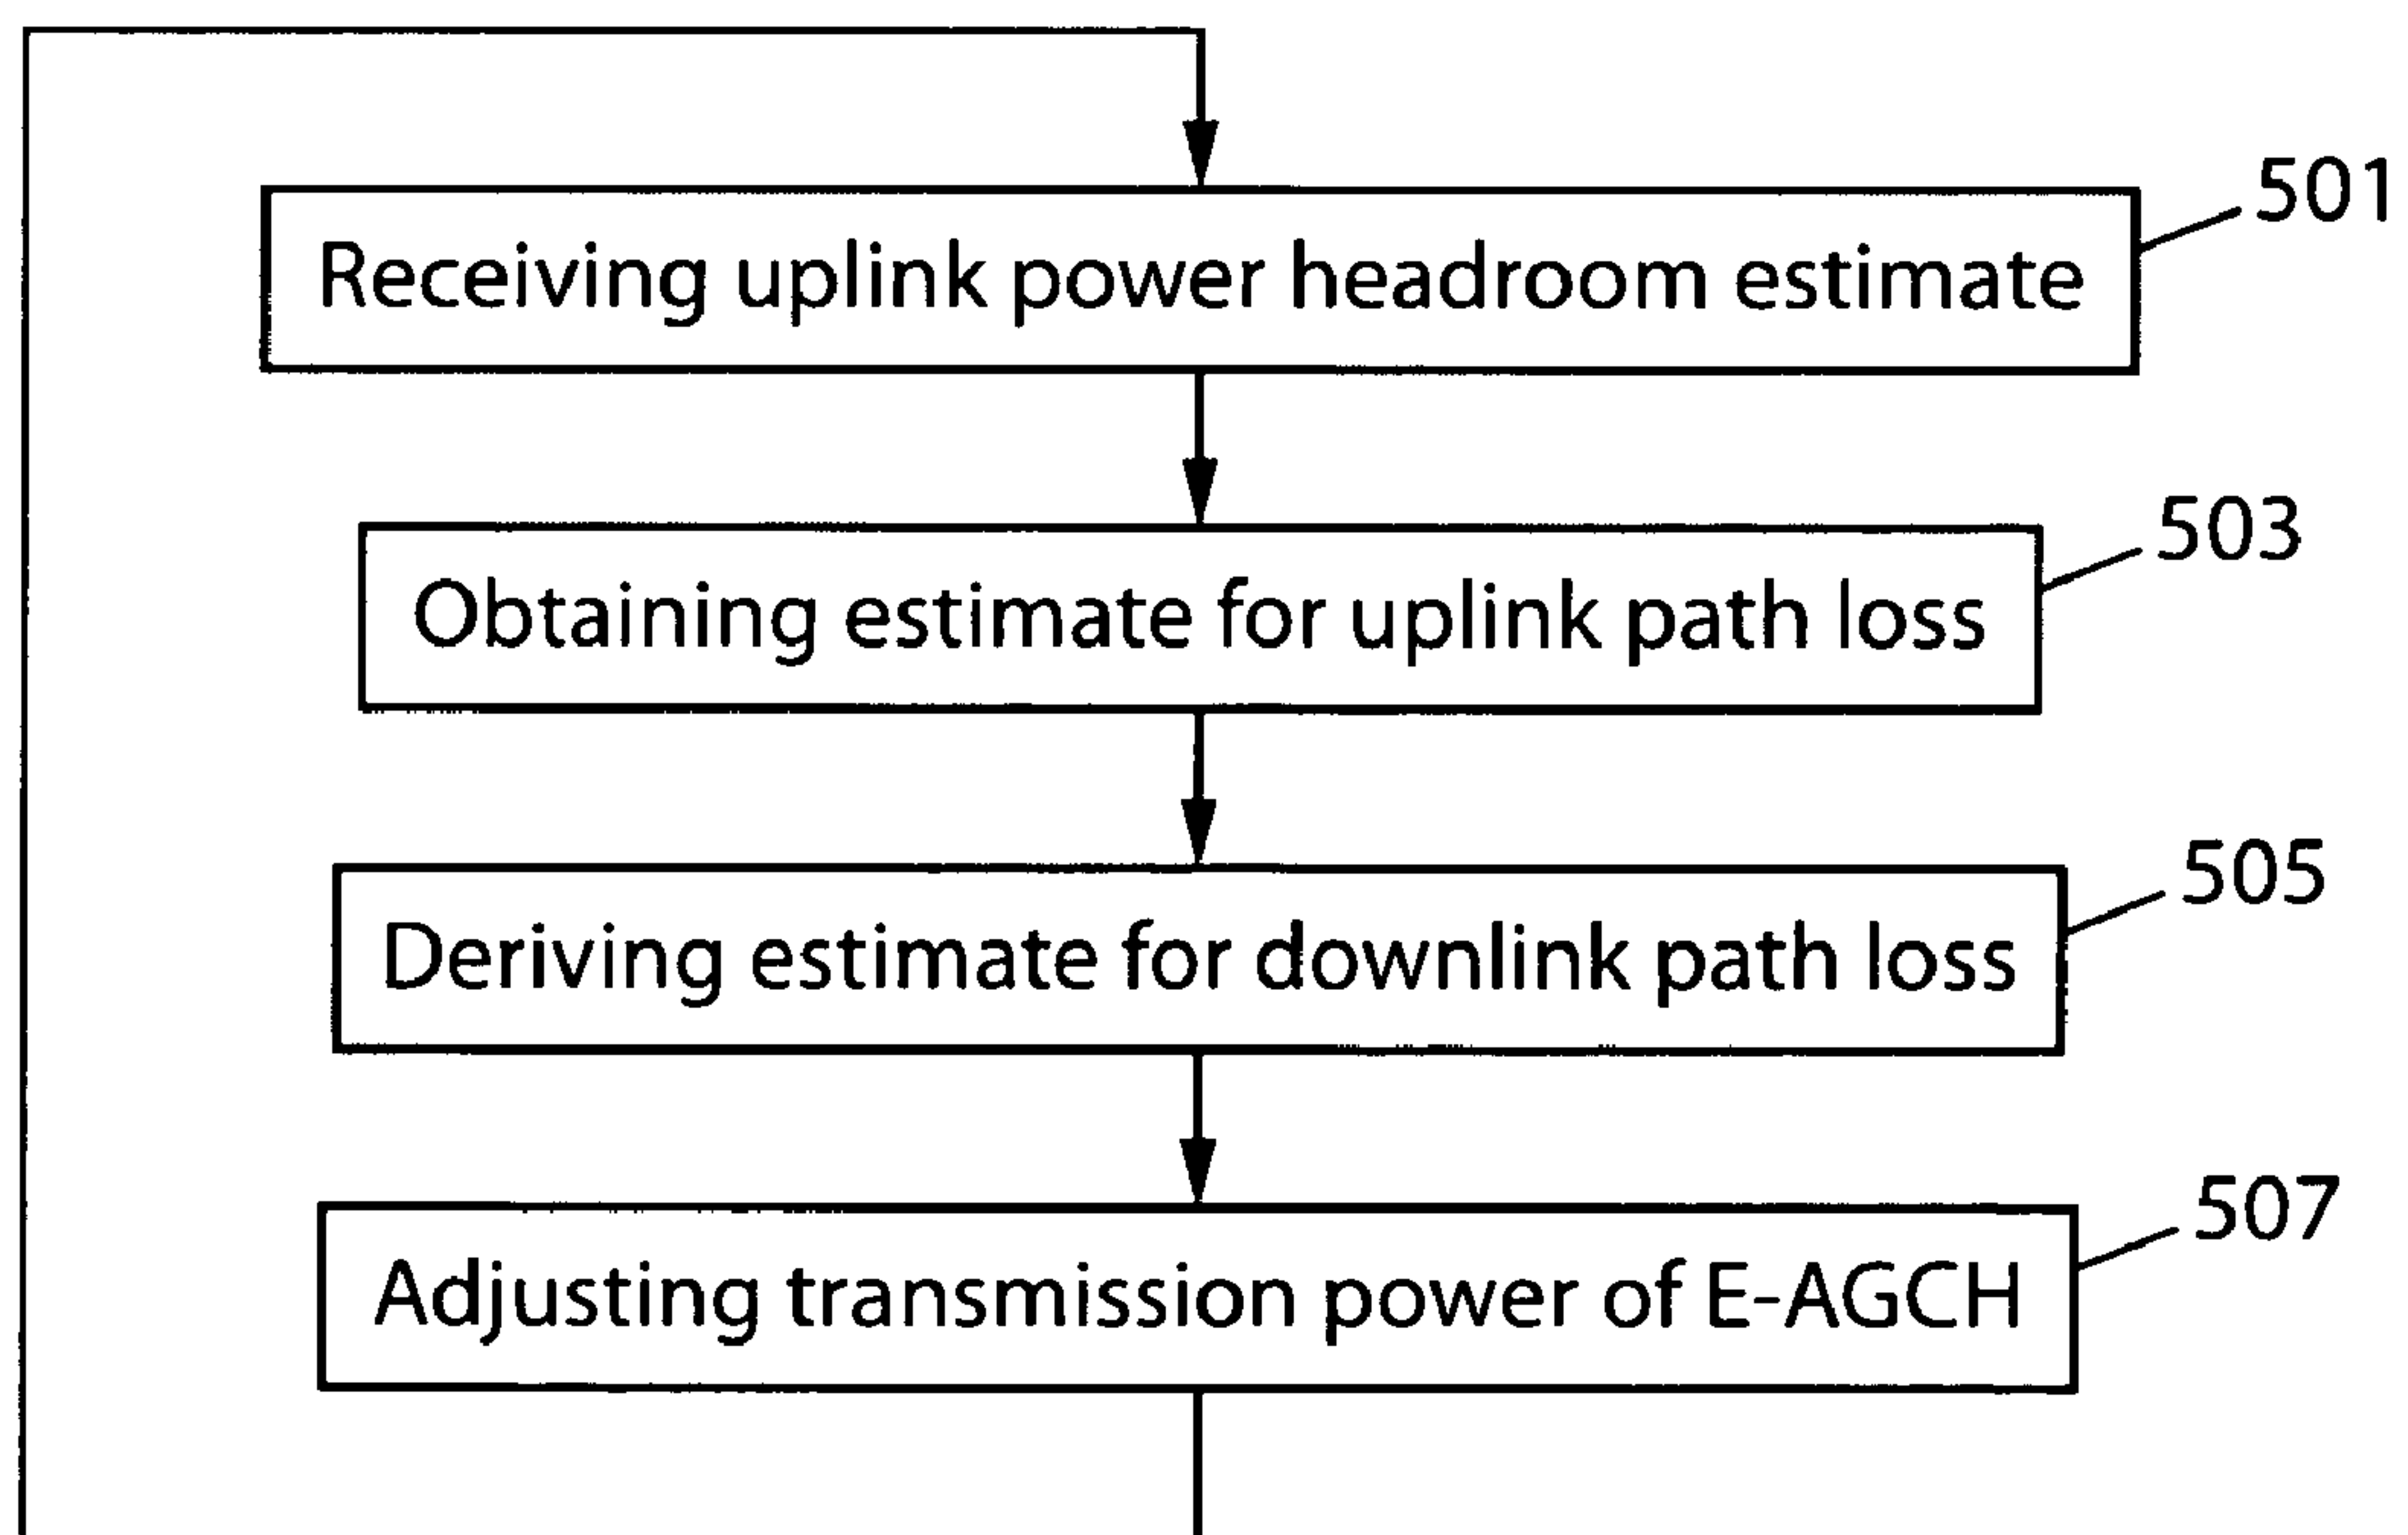 501
Receiving uplink power headroom estimate
503
Obtaining estimate for uplink path loss
505
Deriving estimate for downlink path loss
507
Adjusting transmission power of E-AGCH